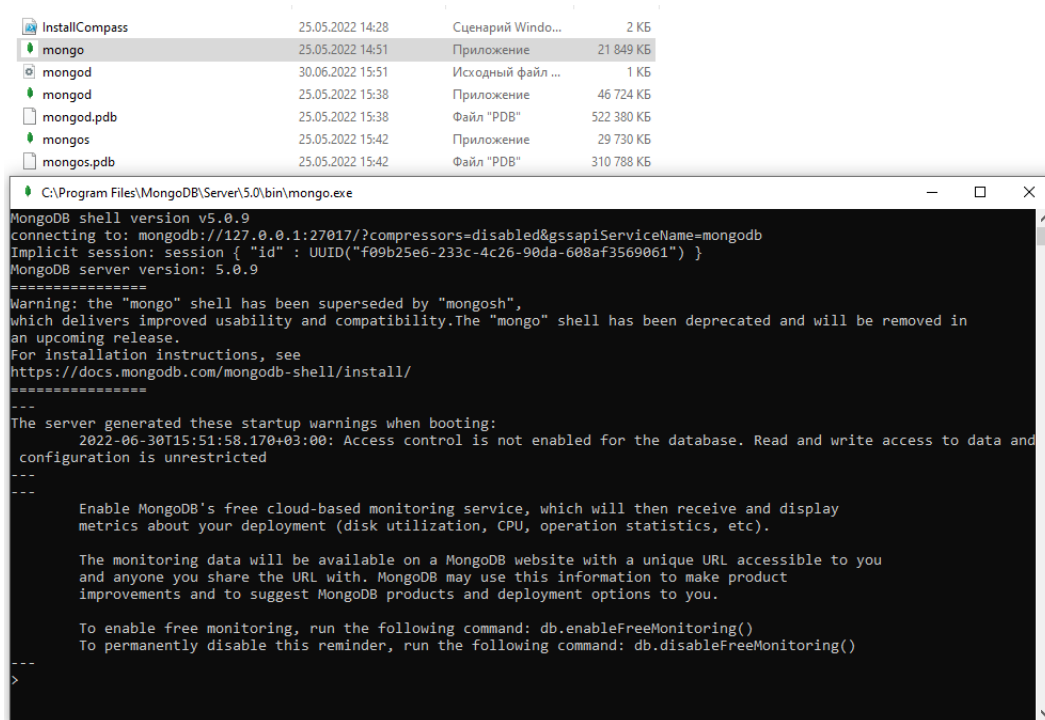 InstallCompass 25.05.2022 14:28 Сценарий Windo... 2 КБ
mongo 25.05.2022 14:51 Приложение 21 849 КБ
mongod 30.06.2022 15:51 Исходный файл ... 1 КБ
mongod 25.05.2022 15:38 Приложение 46 724 КБ
mongod.pdb 25.05.2022 15:38 Файл "PDB" 522 380 КБ
mongos 25.05.2022 15:42 Приложение 29 730 КБ
mongos.pdb 25.05.2022 15:42 Файл "PDB" 310 788 КБ
C:\Program Files\MongoDB\Server\5.0\bin\mongo.exe
MongoDB shell version v5.0.9
connecting to: mongodb://127.0.0.1:27017/?compressors=disabled&gssapiServiceName=mongodb
Implicit session: session { "id" : UUID("f09b25e6-233c-4c26-90da-608af3569061") }
MongoDB server version: 5.0.9
================
Warning: the "mongo" shell has been superseded by "mongosh",
which delivers improved usability and compatibility.The "mongo" shell has been deprecated and will be removed in
an upcoming release.
For installation instructions, see
https://docs.mongodb.com/mongodb-shell/install/
================
---
The server generated these startup warnings when booting:
2022-06-30T15:51:58.170+03:00: Access control is not enabled for the database. Read and write access to data and
configuration is unrestricted
---
---
Enable MongoDB's free cloud-based monitoring service, which will then receive and display
metrics about your deployment (disk utilization, CPU, operation statistics, etc).
The monitoring data will be available on a MongoDB website with a unique URL accessible to you
and anyone you share the URL with. MongoDB may use this information to make product
improvements and to suggest MongoDB products and deployment options to you.
To enable free monitoring, run the following command: db.enableFreeMonitoring()
To permanently disable this reminder, run the following command: db.disableFreeMonitoring()
---
>